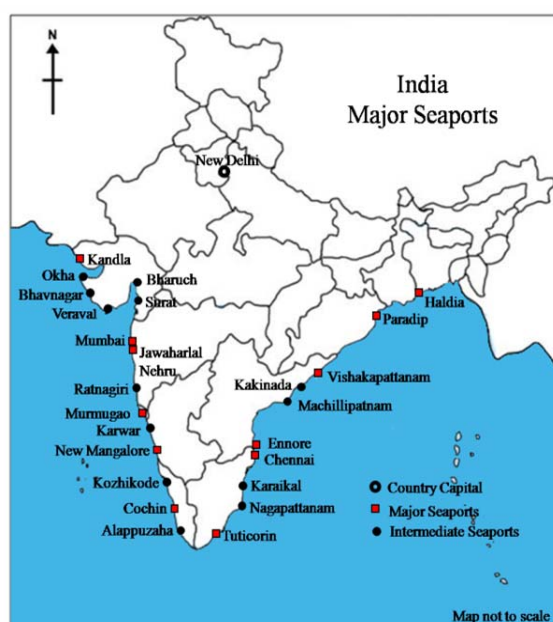 N
India
Major Seaports
New Delhi
Kandla
Okha
Bharuch
Bhavnagar
Surat
Veraval
Haldia
Paradip
Mumbai
Jawaharlal
Nehru
Vishakapattanam
Kakinada
Ratnagiri
Machillipatnam
Murmugao
Karwar
Ennore
New Mangalore
Chennai
Kozhikode
Karaikal
Country Capital
Cochin
Nagapattanam
Major Seaports
Alappuzaha
Tuticorin
Intermediate Seaports
Map not to scale